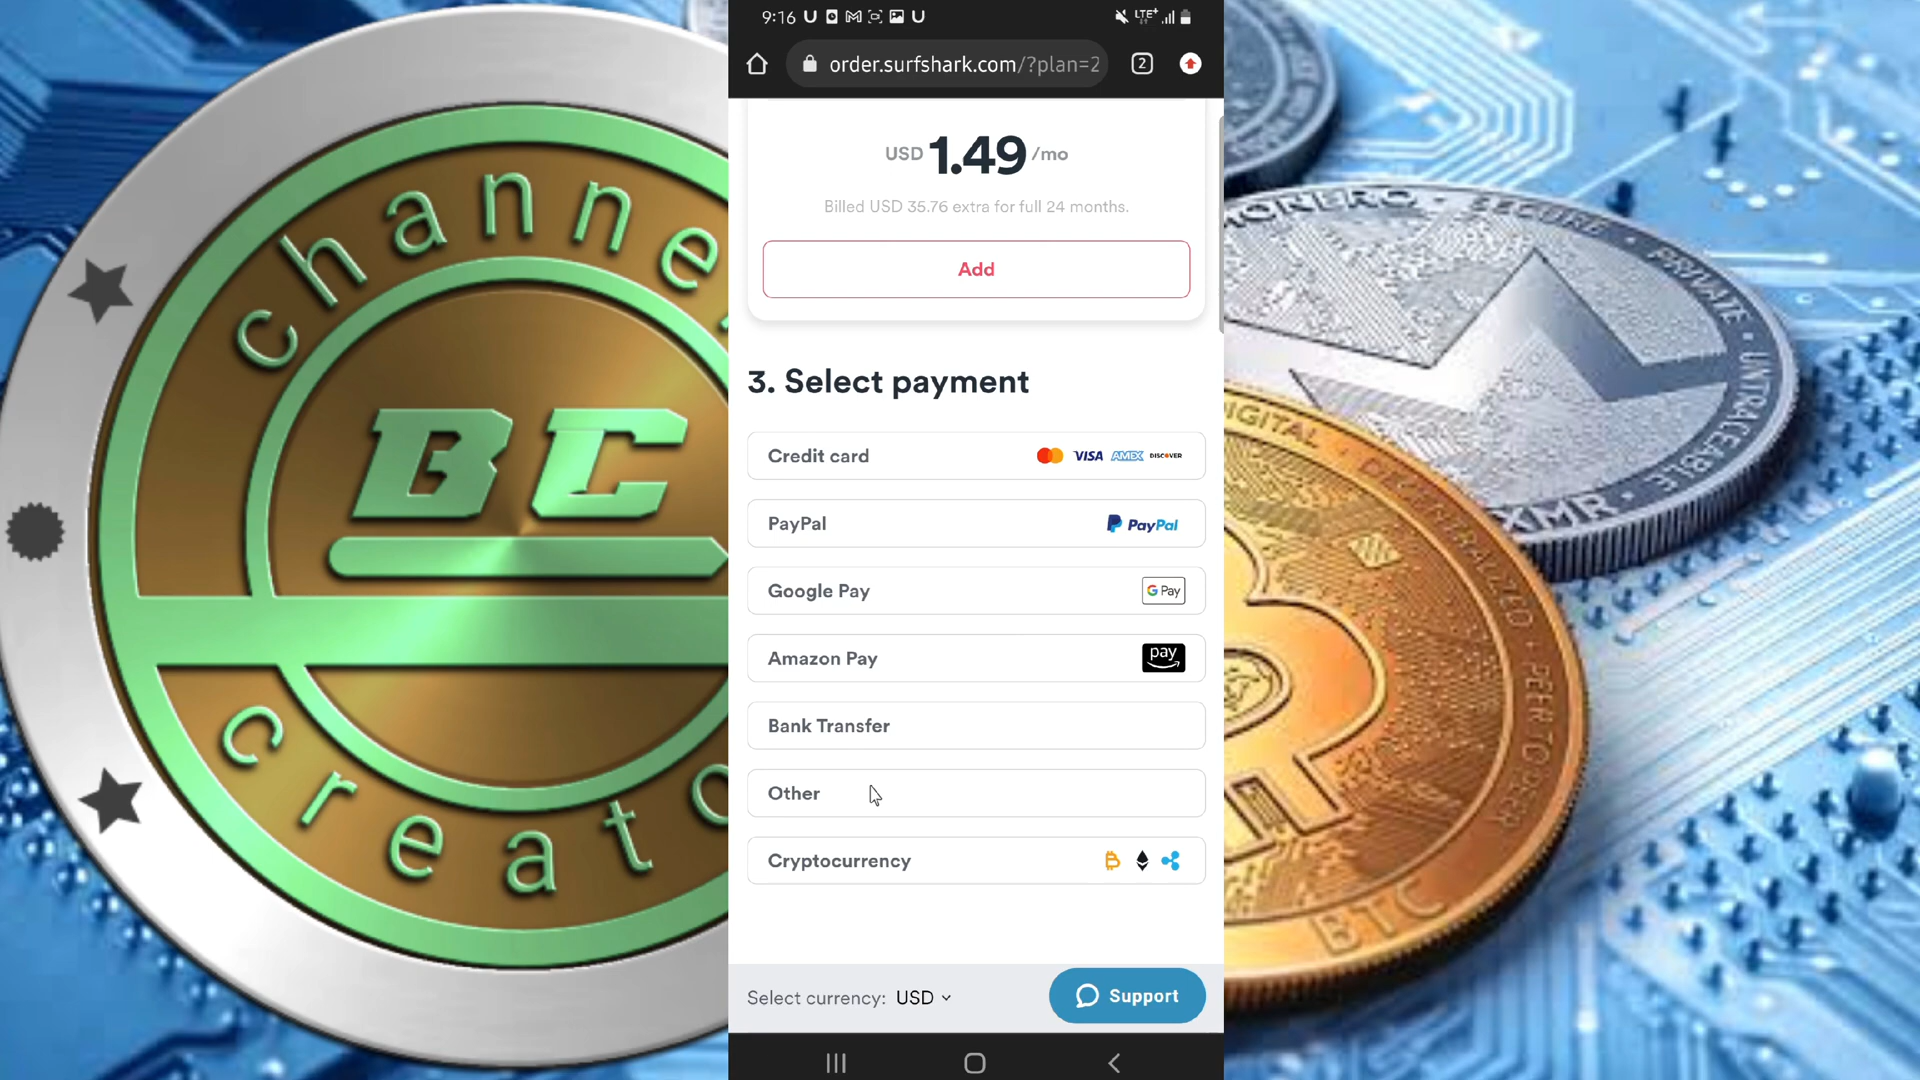 9:16
LTE+
order.surfshark.com/?plan=2
2
USD 1.49 /mo
Billed USD 35.76 extra for full 24 months.
Add
3. Select payment
Credit card
VISA AMEX DISCOVER
PayPal
PayPal
Google Pay
G Pay
Amazon Pay
pay
Bank Transfer
Other
Cryptocurrency
Select currency: USD
Support
channe
BC
creato
MONERO • SECURE • PRIVATE • UNTRACEABLE • XMR
DIGITAL • DECENTRALIZED • PEER TO PEER
BTC